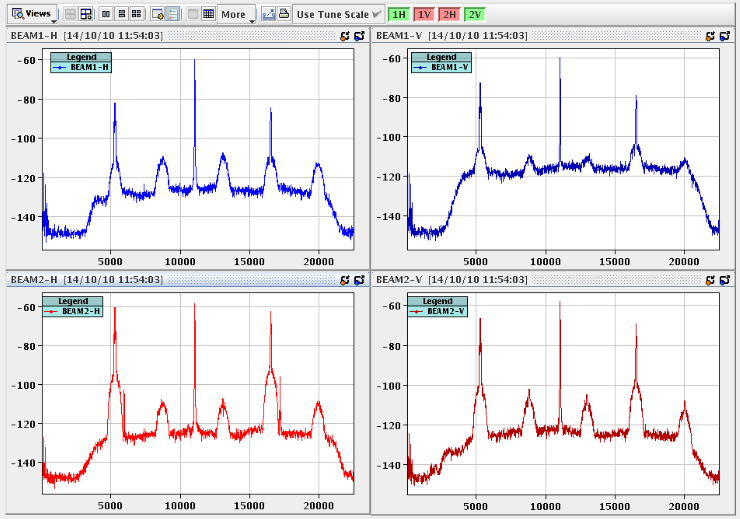 Views More Use Tune Scale 1H 1V 2H 2V
BEAM1-H [14/10/10 11:54:03]
Legend
BEAM1-H
-60
-80
-100
-120
-140
5000 10000 15000 20000
BEAM1-V [14/10/10 11:54:03]
Legend
BEAM1-V
-60
-80
-100
-120
-140
5000 10000 15000 20000
BEAM2-H [14/10/10 11:54:03]
Legend
BEAM2-H
-60
-80
-100
-120
-140
5000 10000 15000 20000
BEAM2-V [14/10/10 11:54:03]
Legend
BEAM2-V
-60
-80
-100
-120
-140
5000 10000 15000 20000